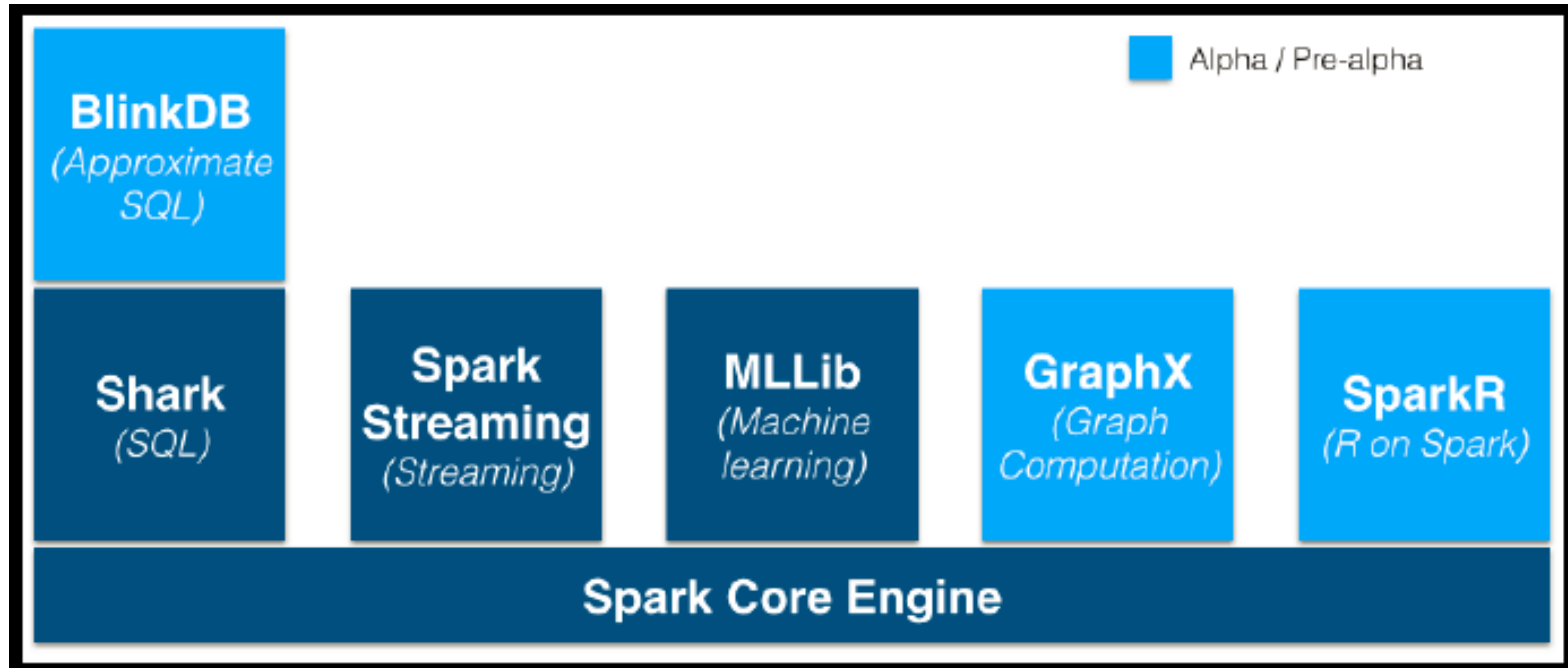 BlinkDB
(Approximate
SQL)
Alpha / Pre-alpha
Shark
(SQL)
Spark
Streaming
(Streaming)
MLLib
(Machine
learning)
GraphX
(Graph
Computation)
SparkR
(R on Spark)
Spark Core Engine